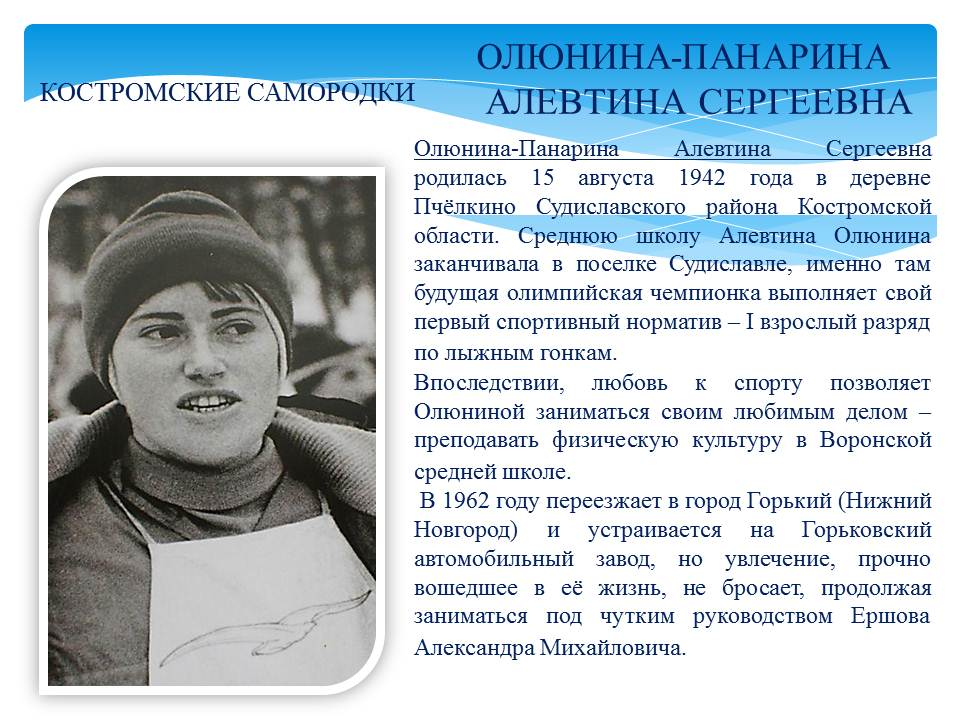 КОСТРОМСКИЕ САМОРОДКИ
ОЛЮНИНА-ПАНАРИНА
АЛЕВТИНА СЕРГЕЕВНА
Олюнина-Панарина Алевтина Сергеевна
родилась 15 августа 1942 года в деревне
Пчёлкино Судиславского района Костромской
области. Среднюю школу Алевтина Олюнина
заканчивала в поселке Судиславле, именно там
будущая олимпийская чемпионка выполняет свой
первый спортивный норматив – I взрослый разряд
по лыжным гонкам.
Впоследствии, любовь к спорту позволяет
Олюниной заниматься своим любимым делом –
преподавать физическую культуру в Воронской
средней школе.
В 1962 году переезжает в город Горький (Нижний
Новгород) и устраивается на Горьковский
автомобильный завод, но увлечение, прочно
вошедшее в её жизнь, не бросает, продолжая
заниматься под чутким руководством Ершова
Александра Михайловича.